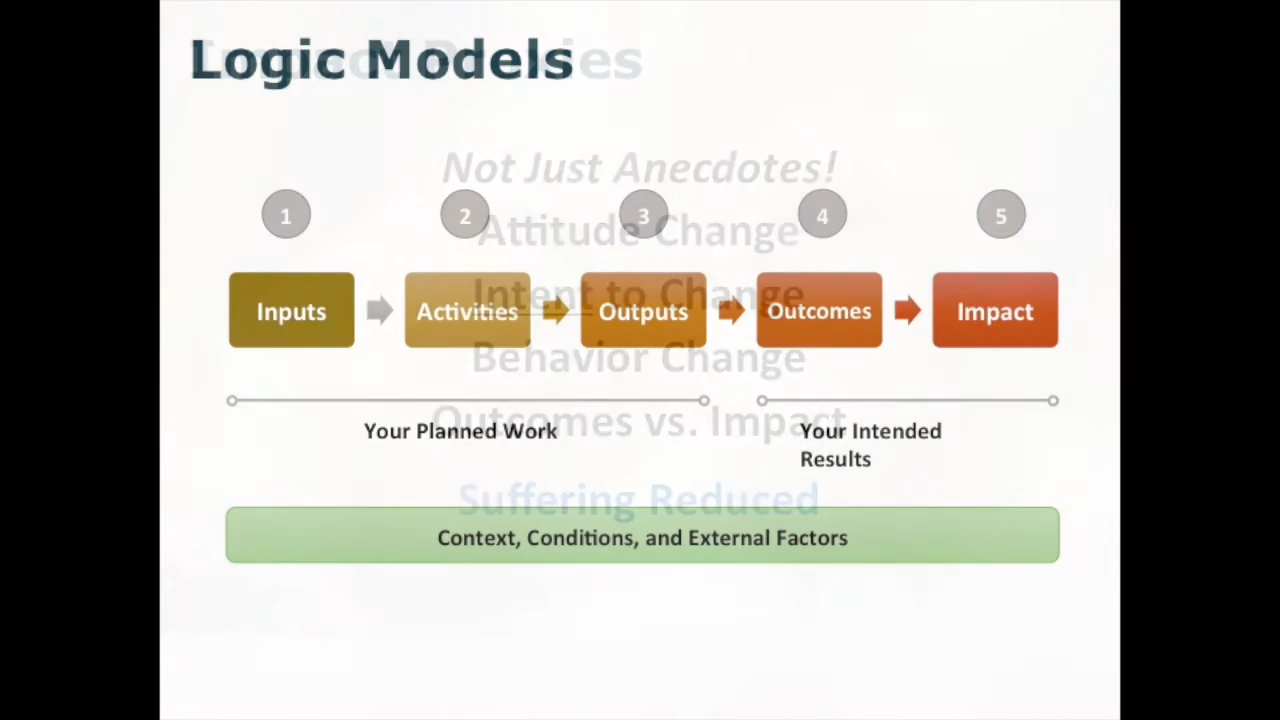 Logic Models
Not Just Anecdotes!
1 2 3 4 5
Attitude Change
Intent to Change
Inputs Activities Outputs Outcomes Impact
Behavior Change
Outcomes vs. Impact
Your Planned Work
Your Intended
Results
Suffering Reduced
Context, Conditions, and External Factors